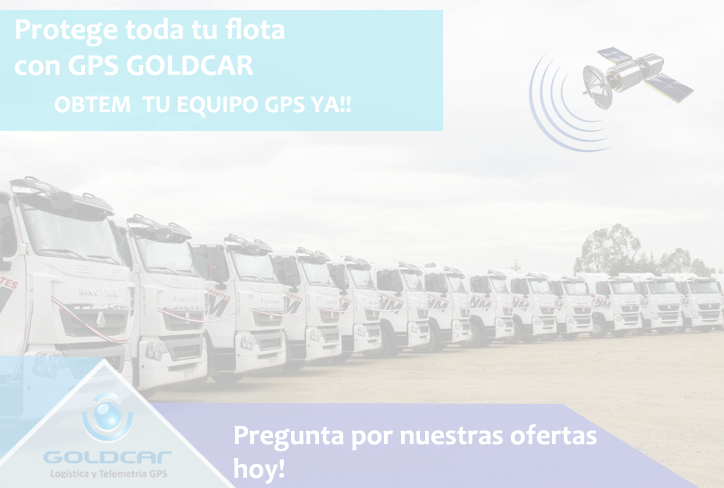 Protege toda tu flota
con GPS GOLDCAR
OBTEM TU EQUIPO GPS YA!!
GOLDCAR
Logística y Telemetría GPS
Pregunta por nuestras ofertas
hoy!